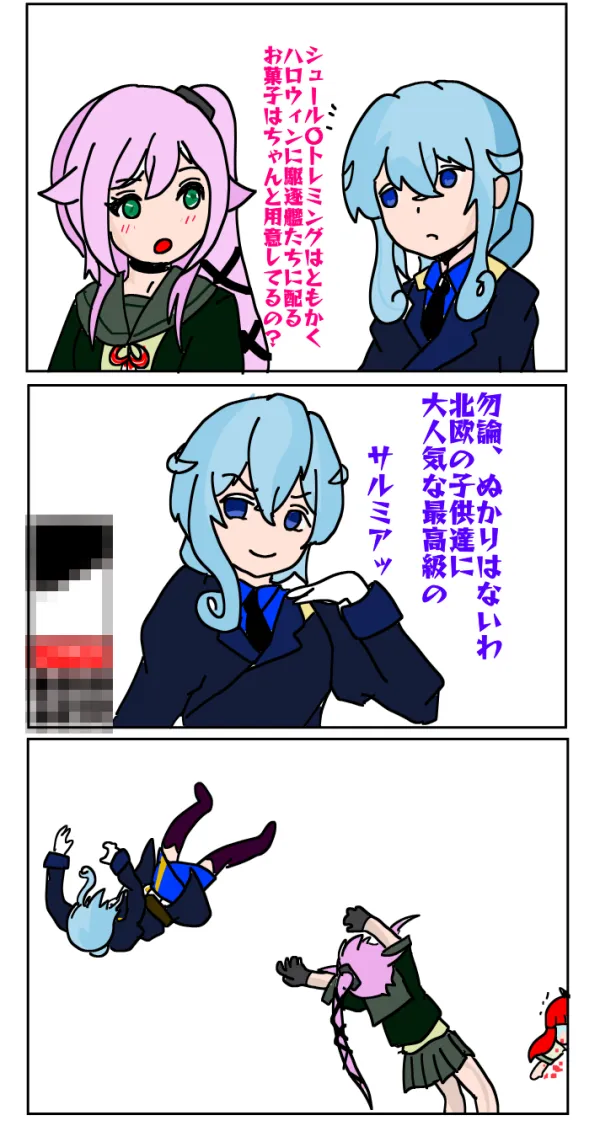 シュール〇トレミングはともかく
ハロウィンに駆逐艦たちに配る
お菓子はちゃんと用意してるの?
勿論、ぬかりはないわ
北欧の子供達に
大人気な最高級の
サルミアッ